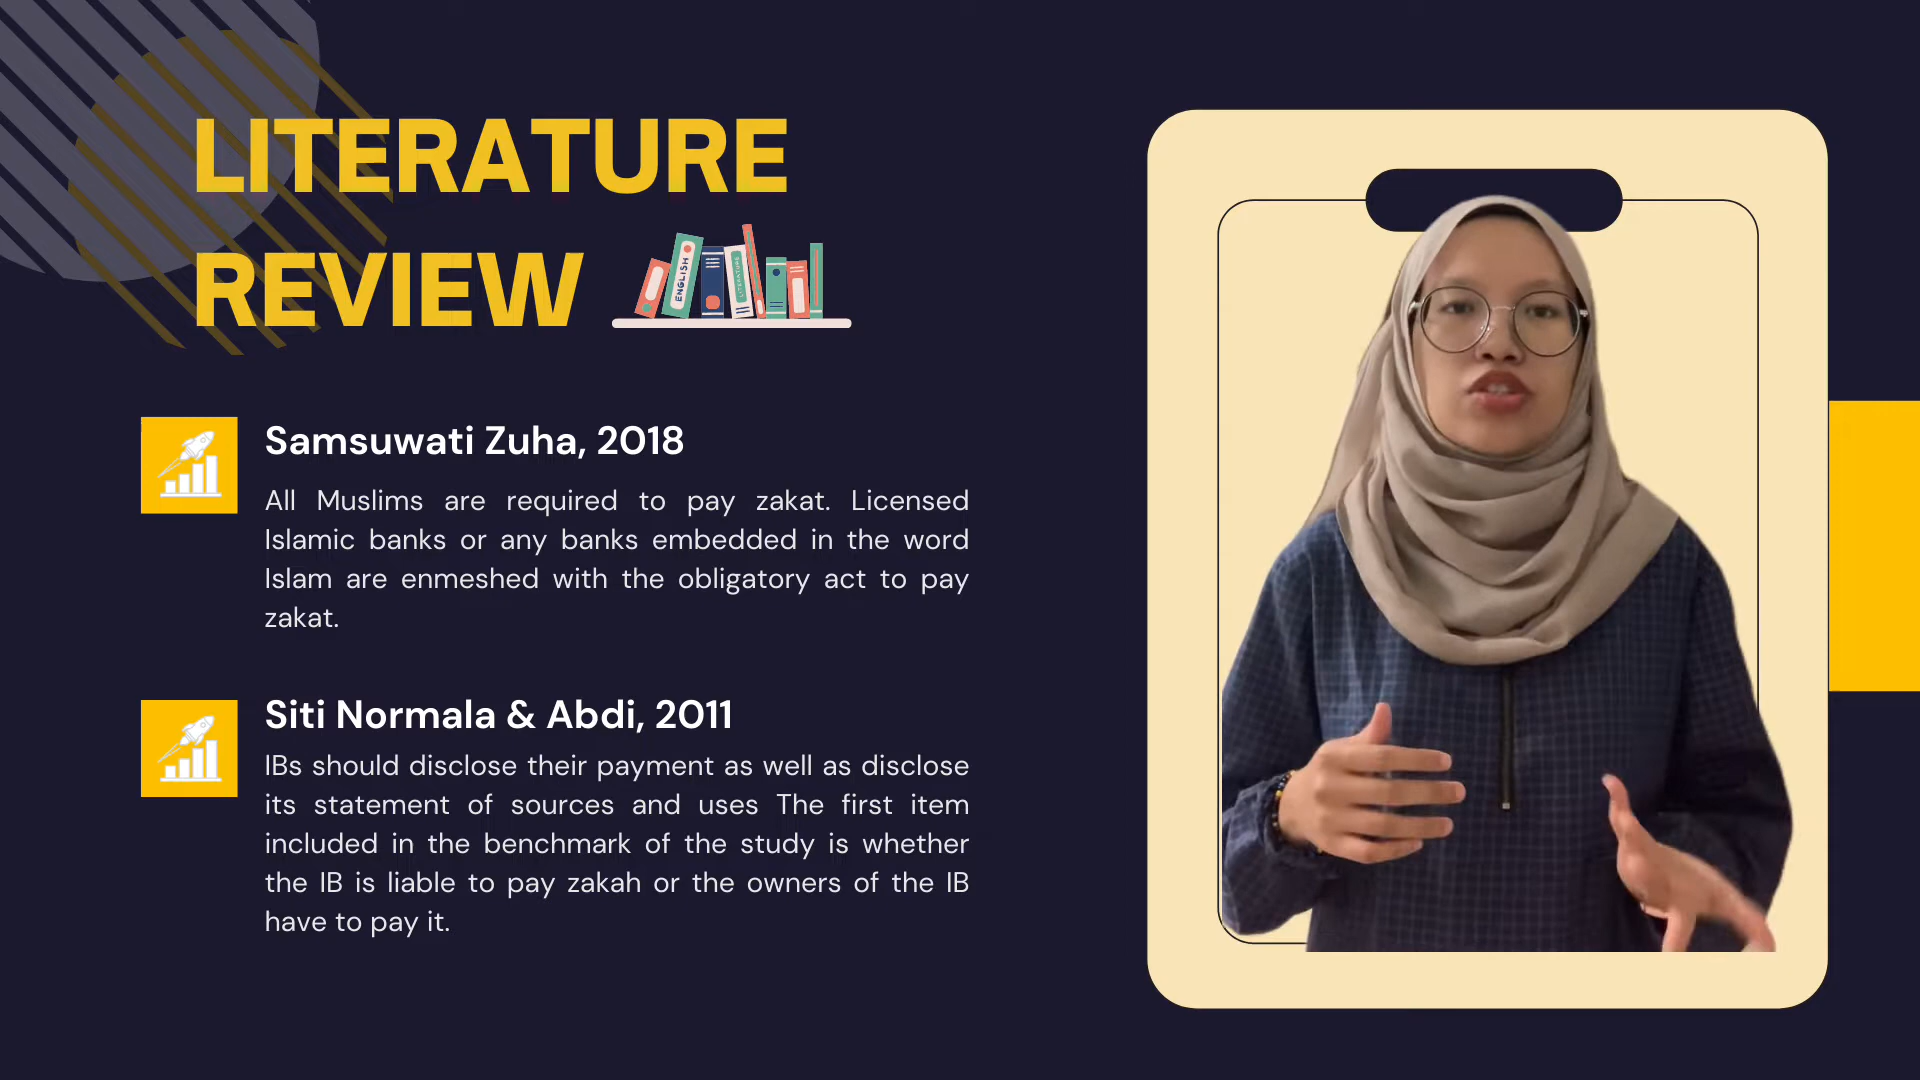 LITERATURE
REVIEW
ENGLISH
LITERATURE
Samsuwati Zuha, 2018
All Muslims are required to pay zakat. Licensed
Islamic banks or any banks embedded in the word
Islam are enmeshed with the obligatory act to pay
zakat.
Siti Normala & Abdi, 2011
IBs should disclose their payment as well as disclose
its statement of sources and uses The first item
included in the benchmark of the study is whether
the IB is liable to pay zakah or the owners of the IB
have to pay it.